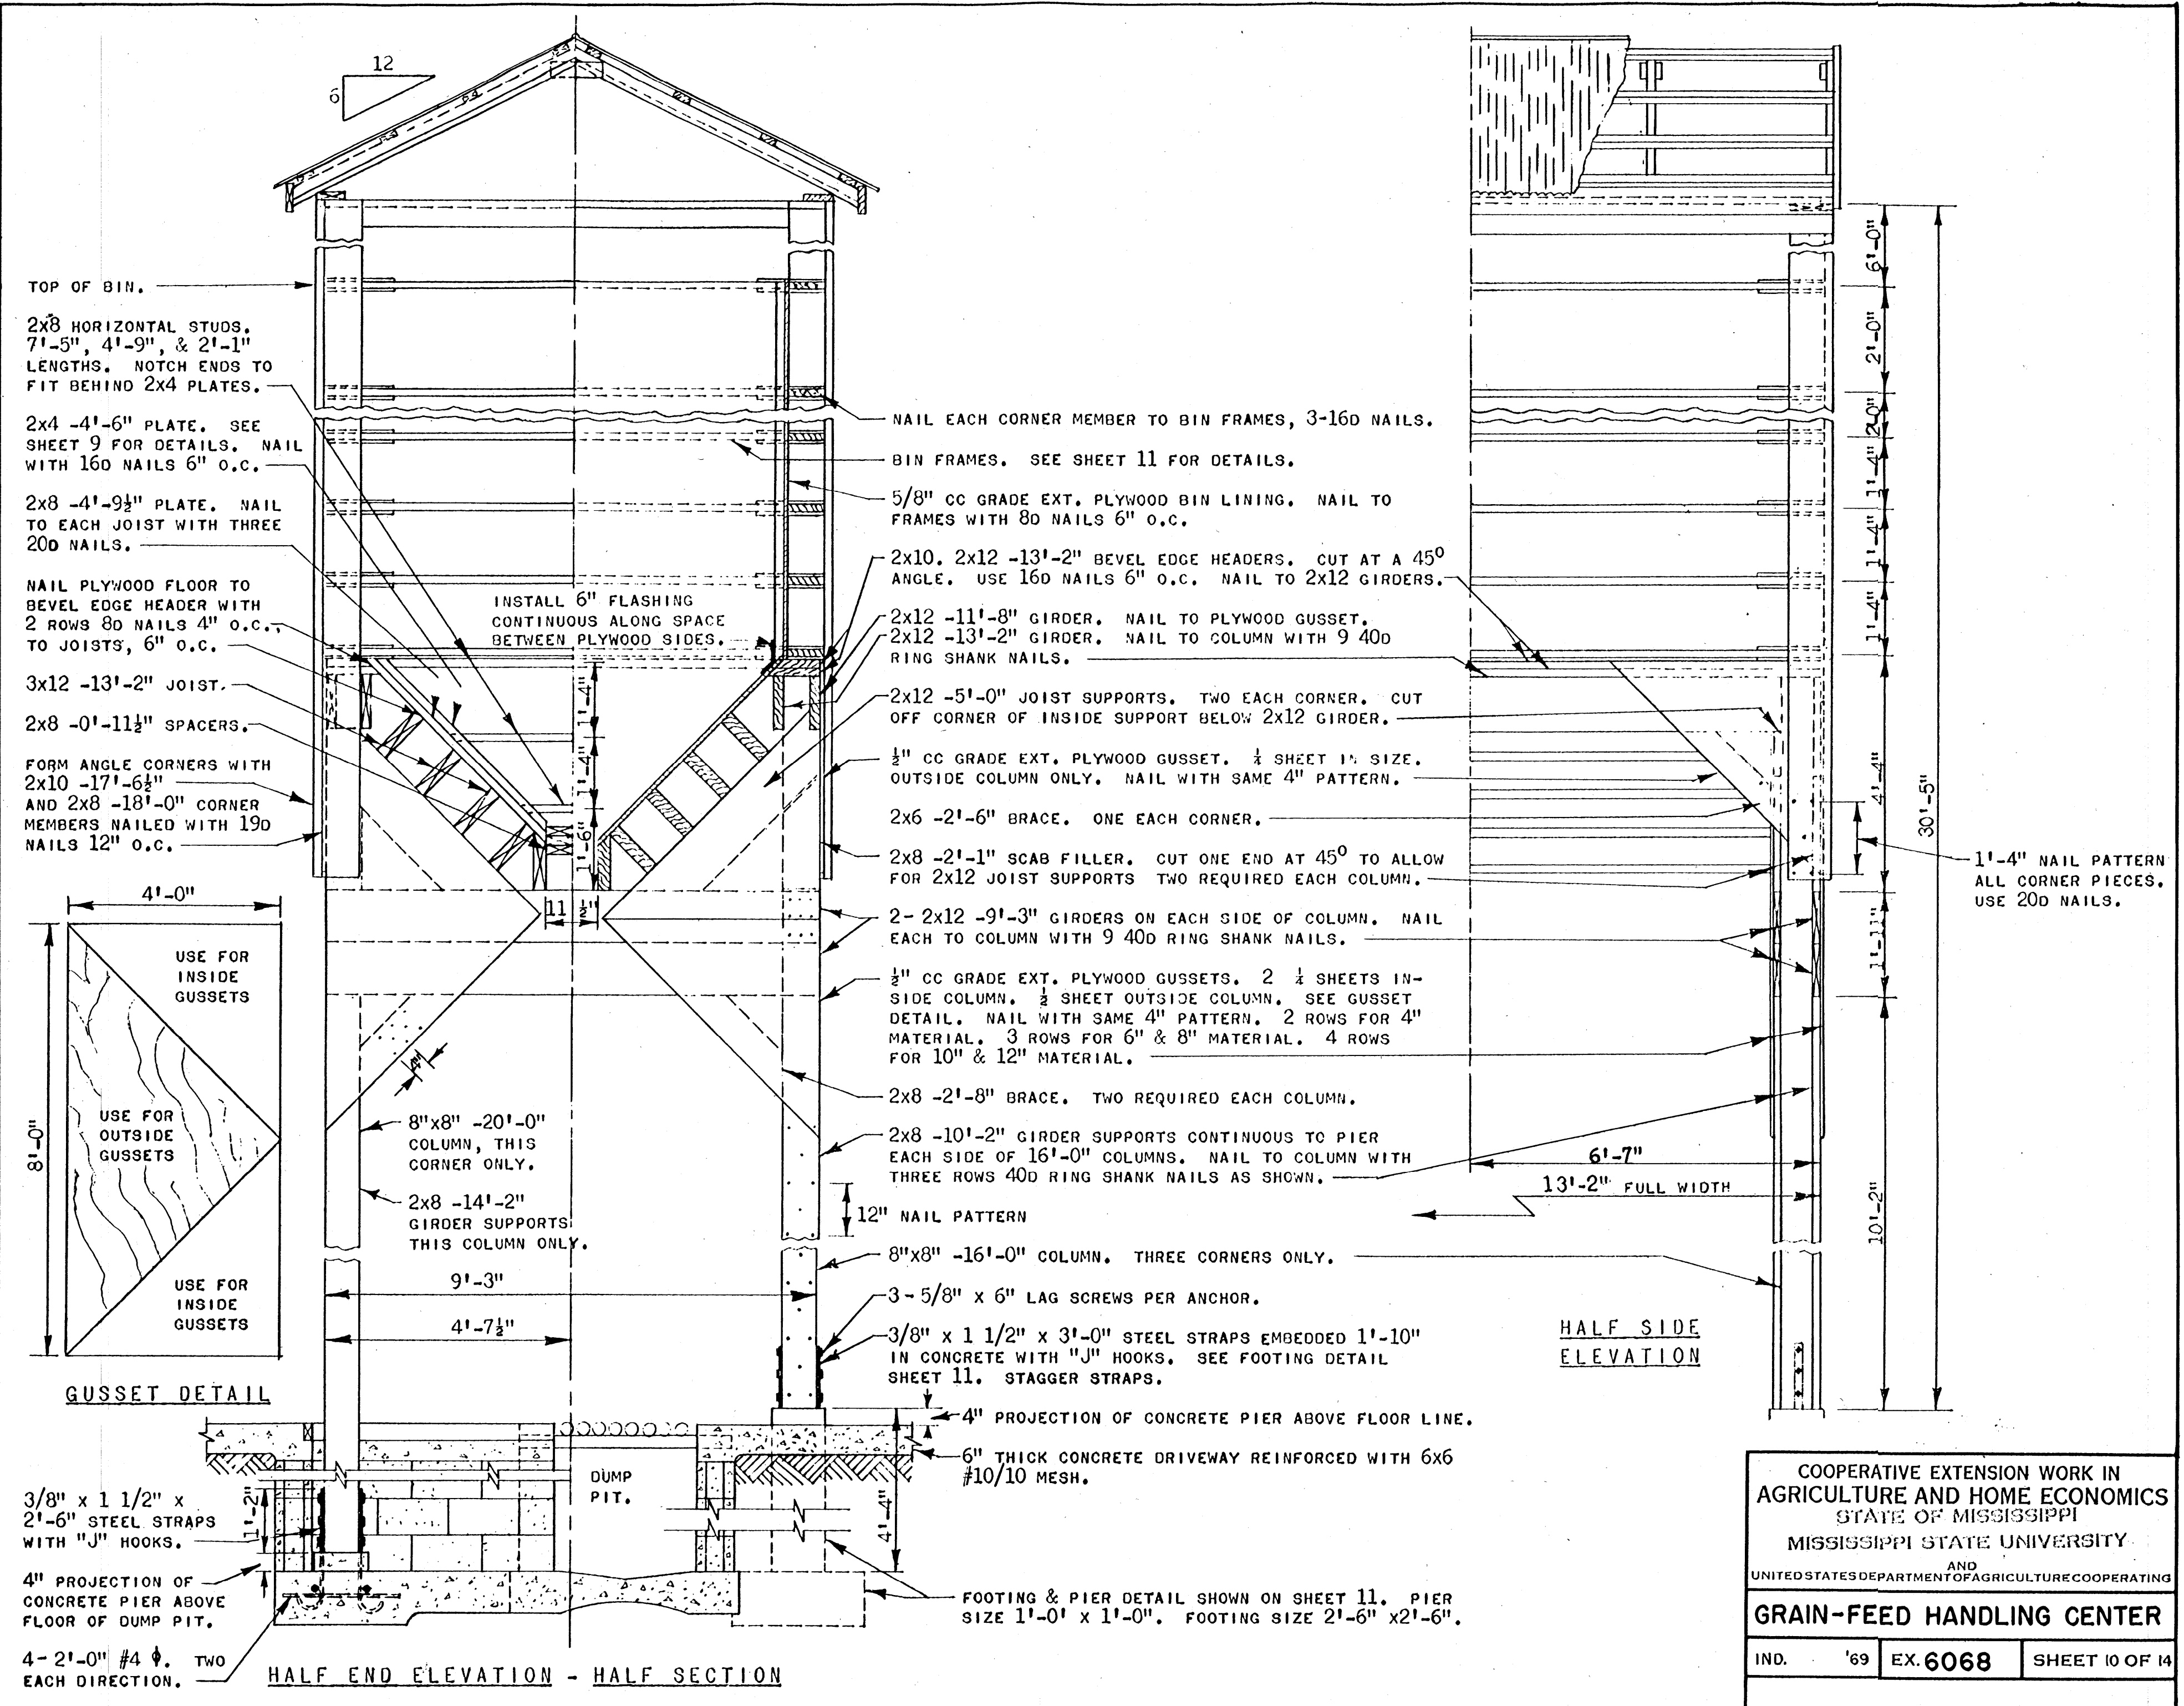 12
6
TOP OF BIN.
2x8 HORIZONTAL STUDS.
7'-5", 4'-9", & 2'-1"
LENGTHS. NOTCH ENDS TO
FIT BEHIND 2x4 PLATES.
2x4 -4'-6" PLATE. SEE
SHEET 9 FOR DETAILS. NAIL
WITH 16D NAILS 6" O.C.
2x8 -4'-9½" PLATE. NAIL
TO EACH JOIST WITH THREE
20D NAILS.
NAIL PLYWOOD FLOOR TO
BEVEL EDGE HEADER WITH
2 ROWS 8D NAILS 4" O.C.,
TO JOISTS, 6" O.C.
3x12 -13'-2" JOIST.
2x8 -0'-11½" SPACERS.
FORM ANGLE CORNERS WITH
2x10 -17'-6½"
AND 2x8 -18'-0" CORNER
MEMBERS NAILED WITH 19D
NAILS 12" O.C.
INSTALL 6" FLASHING
CONTINUOUS ALONG SPACE
BETWEEN PLYWOOD SIDES.
1'-4"
1'-4"
1'-6"
11 ½"
4"
NAIL EACH CORNER MEMBER TO BIN FRAMES, 3-16D NAILS.
BIN FRAMES. SEE SHEET 11 FOR DETAILS.
5/8" CC GRADE EXT. PLYWOOD BIN LINING. NAIL TO
FRAMES WITH 8D NAILS 6" O.C.
2x10. 2x12 -13'-2" BEVEL EDGE HEADERS. CUT AT A 45º
ANGLE. USE 16D NAILS 6" O.C. NAIL TO 2x12 GIRDERS.
2x12 -11'-8" GIRDER. NAIL TO PLYWOOD GUSSET.
2x12 -13'-2" GIRDER. NAIL TO COLUMN WITH 9 40D
RING SHANK NAILS.
2x12 -5'-0" JOIST SUPPORTS. TWO EACH CORNER. CUT
OFF CORNER OF INSIDE SUPPORT BELOW 2x12 GIRDER.
½" CC GRADE EXT. PLYWOOD GUSSET. ¼ SHEET IN SIZE.
OUTSIDE COLUMN ONLY. NAIL WITH SAME 4" PATTERN.
2x6 -2'-6" BRACE. ONE EACH CORNER.
2x8 -2'-1" SCAB FILLER. CUT ONE END AT 45º TO ALLOW
FOR 2x12 JOIST SUPPORTS TWO REQUIRED EACH COLUMN.
2- 2x12 -9'-3" GIRDERS ON EACH SIDE OF COLUMN. NAIL
EACH TO COLUMN WITH 9 40D RING SHANK NAILS.
½" CC GRADE EXT. PLYWOOD GUSSETS. 2 ¼ SHEETS IN-
SIDE COLUMN. ½ SHEET OUTSIDE COLUMN. SEE GUSSET
DETAIL. NAIL WITH SAME 4" PATTERN. 2 ROWS FOR 4"
MATERIAL. 3 ROWS FOR 6" & 8" MATERIAL. 4 ROWS
FOR 10" & 12" MATERIAL.
2x8 -2'-8" BRACE. TWO REQUIRED EACH COLUMN.
2x8 -10'-2" GIRDER SUPPORTS CONTINUOUS TO PIER
EACH SIDE OF 16'-0" COLUMNS. NAIL TO COLUMN WITH
THREE ROWS 40D RING SHANK NAILS AS SHOWN.
12" NAIL PATTERN
8"x8" -16'-0" COLUMN. THREE CORNERS ONLY.
3 - 5/8" x 6" LAG SCREWS PER ANCHOR.
3/8" x 1 1/2" x 3'-0" STEEL STRAPS EMBEDDED 1'-10"
IN CONCRETE WITH "J" HOOKS. SEE FOOTING DETAIL
SHEET 11. STAGGER STRAPS.
4" PROJECTION OF CONCRETE PIER ABOVE FLOOR LINE.
6" THICK CONCRETE DRIVEWAY REINFORCED WITH 6x6
#10/10 MESH.
FOOTING & PIER DETAIL SHOWN ON SHEET 11. PIER
SIZE 1'-0' x 1'-0". FOOTING SIZE 2'-6" x2'-6".
8"x8" -20'-0"
COLUMN, THIS
CORNER ONLY.
2x8 -14'-2"
GIRDER SUPPORTS
THIS COLUMN ONLY.
9'-3"
4'-7½"
DUMP
PIT.
4'-4"
1'-2"
4'-0"
8'-0"
USE FOR
INSIDE
GUSSETS
USE FOR
OUTSIDE
GUSSETS
USE FOR
INSIDE
GUSSETS
GUSSET DETAIL
3/8" x 1 1/2" x
2'-6" STEEL STRAPS
WITH "J" HOOKS.
4" PROJECTION OF
CONCRETE PIER ABOVE
FLOOR OF DUMP PIT.
4- 2'-0" #4 ϕ. TWO
EACH DIRECTION.
HALF END ELEVATION - HALF SECTION
6'-0"
2'-0"
2'-0"
1'-4"
1'-4"
1'-4"
4'-4"
1'-11"
10'-2"
30'-5"
1'-4" NAIL PATTERN
ALL CORNER PIECES.
USE 20D NAILS.
6'-7"
13'-2" FULL WIDTH
HALF SIDE
ELEVATION
COOPERATIVE EXTENSION WORK IN
AGRICULTURE AND HOME ECONOMICS
STATE OF MISSISSIPPI
MISSISSIPPI STATE UNIVERSITY
AND
UNITED STATES DEPARTMENT OF AGRICULTURE COOPERATING
GRAIN-FEED HANDLING CENTER
IND. '69 EX. 6068 SHEET 10 OF 14